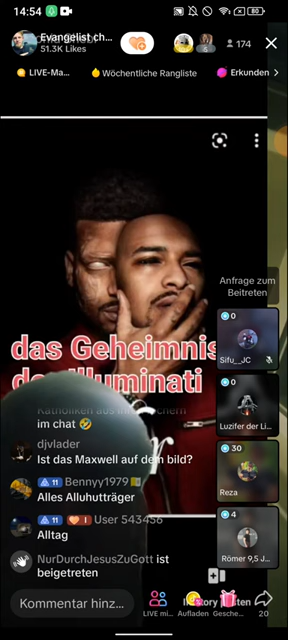 14:54
80
Evangelist ch...
51.3K Likes
174
LIVE-Ma...
Wöchentliche Rangliste
Erkunden
das Geheimnis
Anfrage zum
Beitreten
0
Sifu__JC
0
Luzifer der Li...
30
Reza
4
Römer 9,5 J...
im chat 🤣
djvlader
Ist das Maxwell auf dem bild?
11 Bennyy1979
Alles Alluhutträger
11 I User 543456
Alltag
NurDurchJesusZuGott ist
beigetreten
Kommentar hinz...
LIVE mi...
Aufladen
Gesche...
20